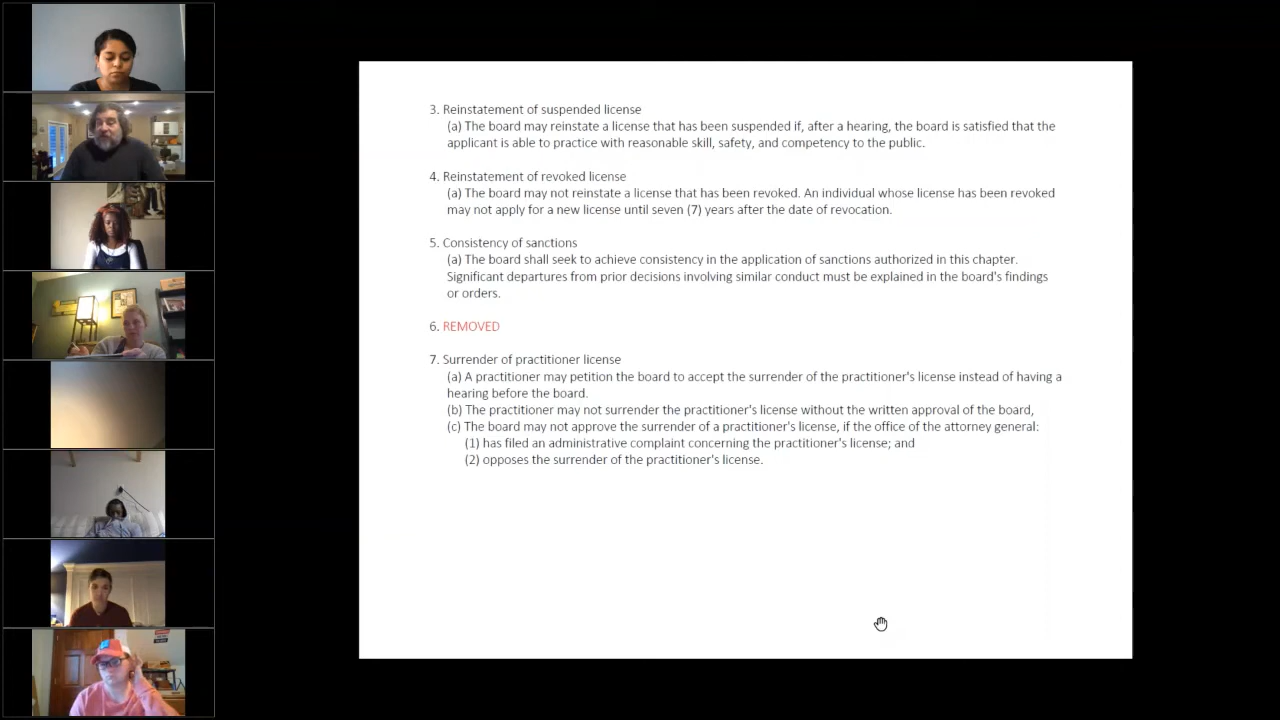 3. Reinstatement of suspended license
(a) The board may reinstate a license that has been suspended if, after a hearing, the board is satisfied that the
applicant is able to practice with reasonable skill, safety, and competency to the public.
4. Reinstatement of revoked license
(a) The board may not reinstate a license that has been revoked. An individual whose license has been revoked
may not apply for a new license until seven (7) years after the date of revocation.
5. Consistency of sanctions
(a) The board shall seek to achieve consistency in the application of sanctions authorized in this chapter.
Significant departures from prior decisions involving similar conduct must be explained in the board's findings
or orders.
6. REMOVED
7. Surrender of practitioner license
(a) A practitioner may petition the board to accept the surrender of the practitioner's license instead of having a
hearing before the board.
(b) The practitioner may not surrender the practitioner's license without the written approval of the board,
(c) The board may not approve the surrender of a practitioner's license, if the office of the attorney general:
(1) has filed an administrative complaint concerning the practitioner's license; and
(2) opposes the surrender of the practitioner's license.